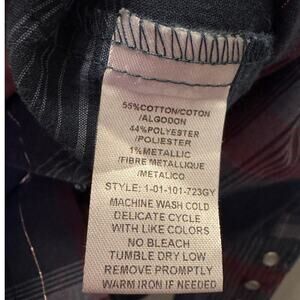 55%COTTON/COTON
/ALGODON
44%POLYESTER
/POLIESTER
1%METALLIC
/FIBRE METALLIQUE
/METALICO
STYLE: 1-01-101-723GY
MACHINE WASH COLD
DELICATE CYCLE
WITH LIKE COLORS
NO BLEACH
TUMBLE DRY LOW
REMOVE PROMPTLY
WARM IRON IF NEEDED